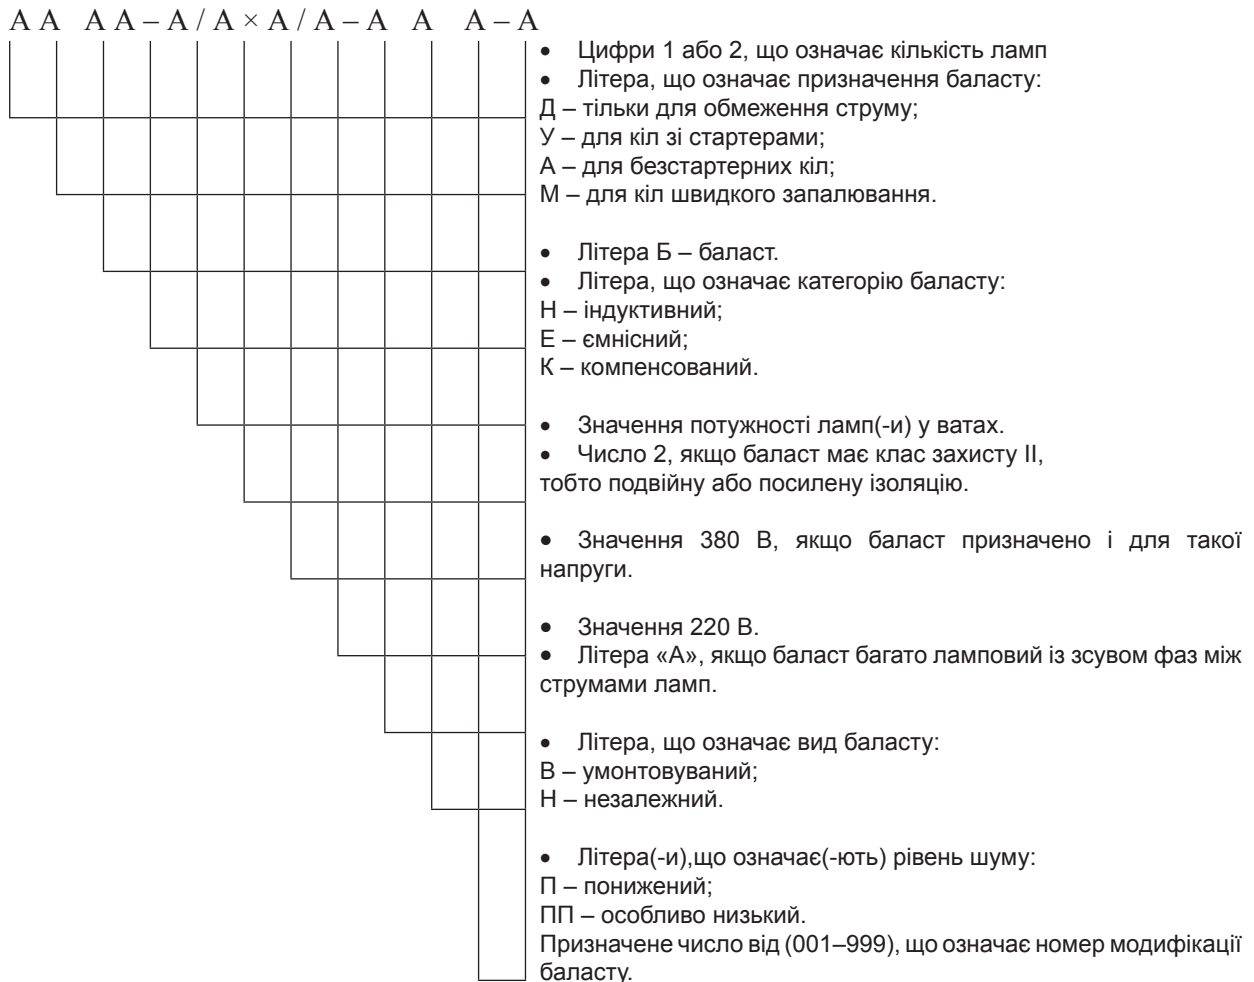 А А А А – А / А × А / А – А А А – А
• Цифри 1 або 2, що означає кількість ламп
• Літера, що означає призначення баласту:
Д – тільки для обмеження струму;
У – для кіл зі стартерами;
А – для безстартерних кіл;
М – для кіл швидкого запалювання.
• Літера Б – баласт.
• Літера, що означає категорію баласту:
Н – індуктивний;
Е – ємнісний;
К – компенсований.
• Значення потужності ламп(-и) у ватах.
• Число 2, якщо баласт має клас захисту II,
тобто подвійну або посилену ізоляцію.
• Значення 380 В, якщо баласт призначено і для такої
напруги.
• Значення 220 В.
• Літера «А», якщо баласт багато ламповий із зсувом фаз між
струмами ламп.
• Літера, що означає вид баласту:
В – умонтовуваний;
Н – незалежний.
• Літера(-и),що означає(-ють) рівень шуму:
П – понижений;
ПП – особливо низький.
Призначене число від (001–999), що означає номер модифікації
баласту.